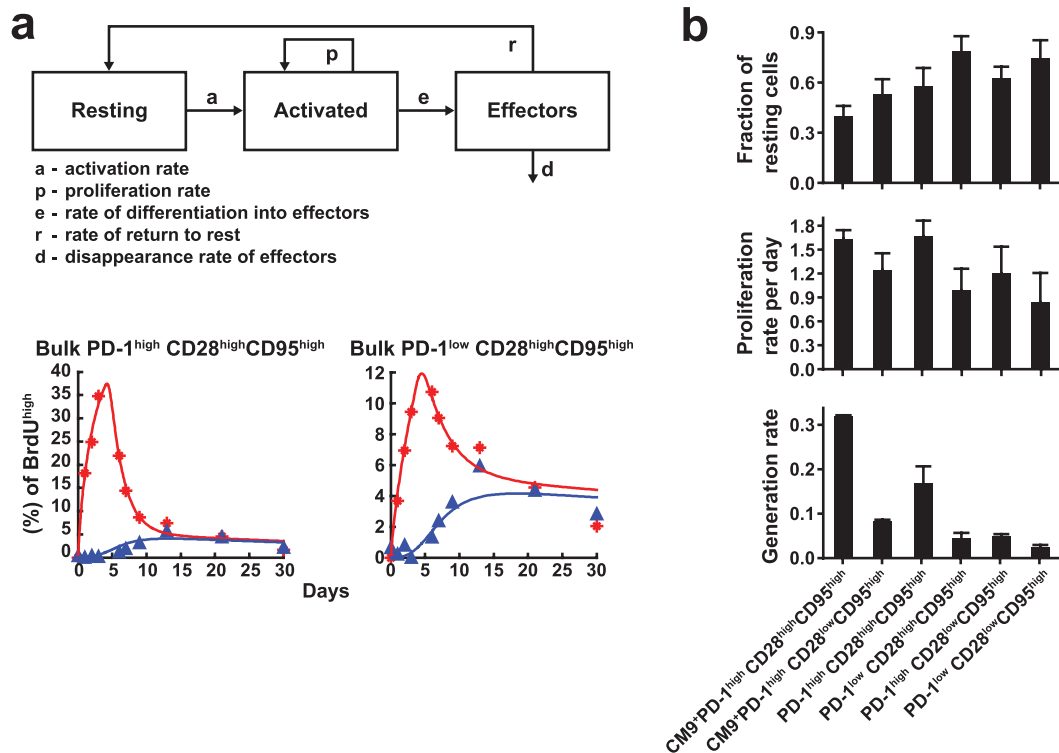 a
r
p
Resting
a
Activated
e
Effectors
d
a - activation rate
p - proliferation rate
e - rate of differentiation into effectors
r - rate of return to rest
d - disappearance rate of effectors
Bulk PD-1high CD28highCD95high
(%) of BrdUhigh
40
35
30
25
20
15
10
5
0
0 5 10 15 20 25 30
Bulk PD-1low CD28highCD95high
12
10
8
6
4
2
0
0 5 10 15 20 25 30
Days
b
Fraction of
resting cells
0.9
0.6
0.3
0.0
Proliferation
rate per day
1.8
1.5
1.2
0.9
0.6
0.3
0.0
Generation rate
0.3
0.2
0.1
0.0
CM9+PD-1high CD28highCD95high
CM9+PD-1high CD28lowCD95high
PD-1high CD28highCD95high
PD-1low CD28highCD95high
PD-1high CD28lowCD95high
PD-1low CD28lowCD95high